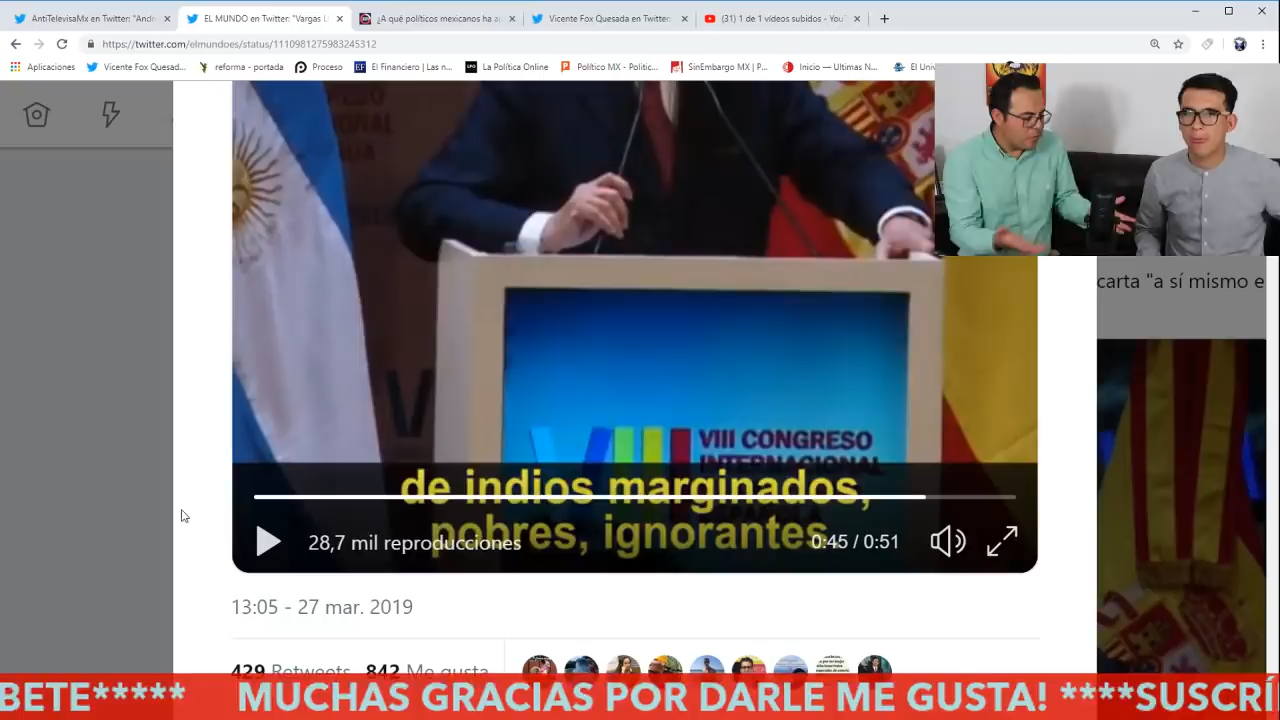 AntiTelevisaMx en Twitter: "Andr
EL MUNDO en Twitter: "Vargas L
¿A qué políticos mexicanos ha a
Vicente Fox Quesada en Twitter:
(31) 1 de 1 vídeos subidos - You
https://twitter.com/elmundoes/status/1110981275983245312
Aplicaciones
Vicente Fox Quesad...
reforma - portada
Proceso
El Financiero | Las n...
La Política Online
Político MX - Politic...
SinEmbargo MX | P...
Inicio — Ultimas N...
El Univ
carta "a sí mismo e
VIII CONGRESO
INTERNACIONAL
de indios marginados,
pobres, ignorantes
28,7 mil reproducciones
0:45 / 0:51
13:05 - 27 mar. 2019
429 Retweets 842 Me gusta
BETE***** MUCHAS GRACIAS POR DARLE ME GUSTA! ****SUSCRÍ